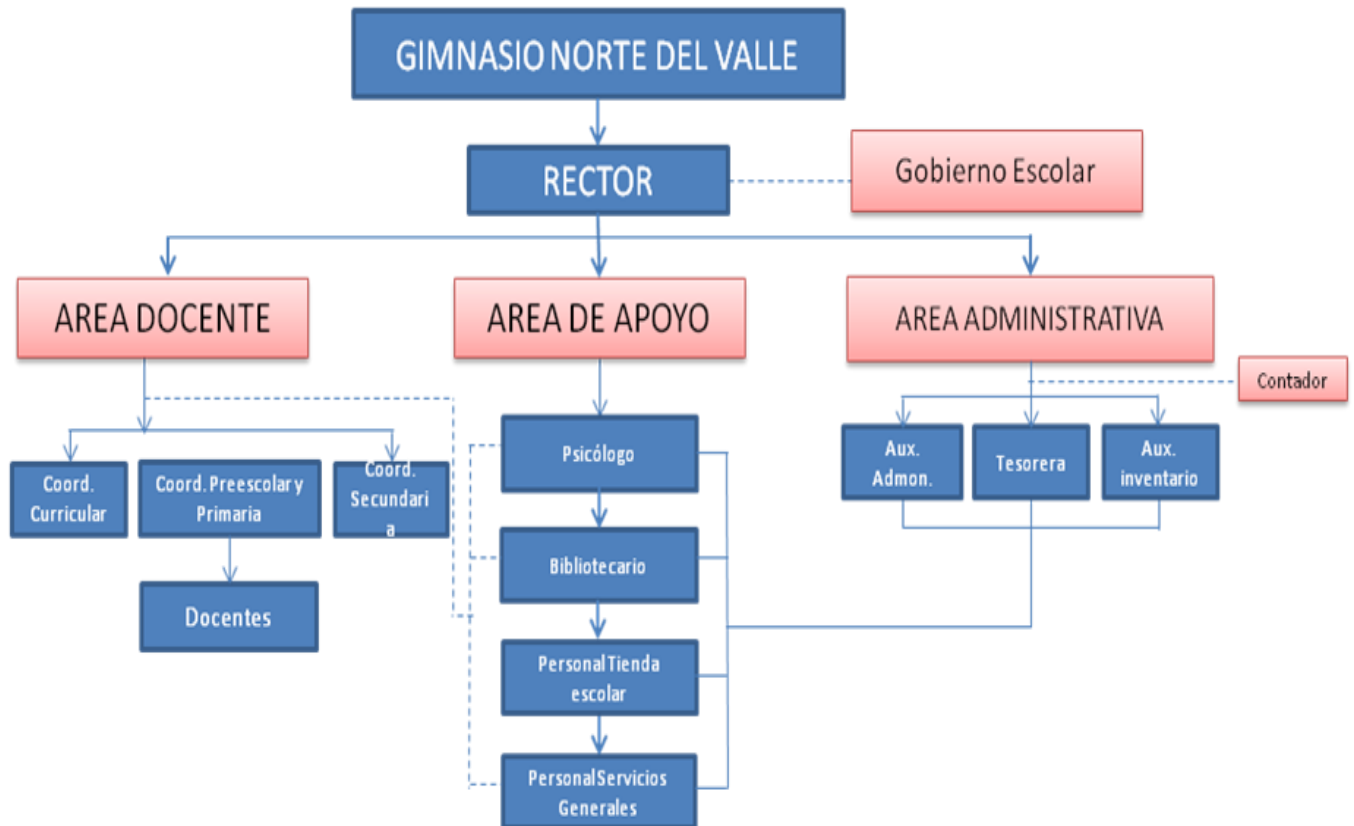 GIMNASIO NORTE DEL VALLE
RECTOR
Gobierno Escolar
AREA DOCENTE
AREA DE APOYO
AREA ADMINISTRATIVA
Contador
Psicólogo
Aux.
Admon.
Tesorera
Aux.
inventario
Coord.
Curricular
Coord. Preescolar y
Primaria
Coord.
Secundari
a
Bibliotecario
Docentes
Personal Tienda
escolar
Personal Servicios
Generales